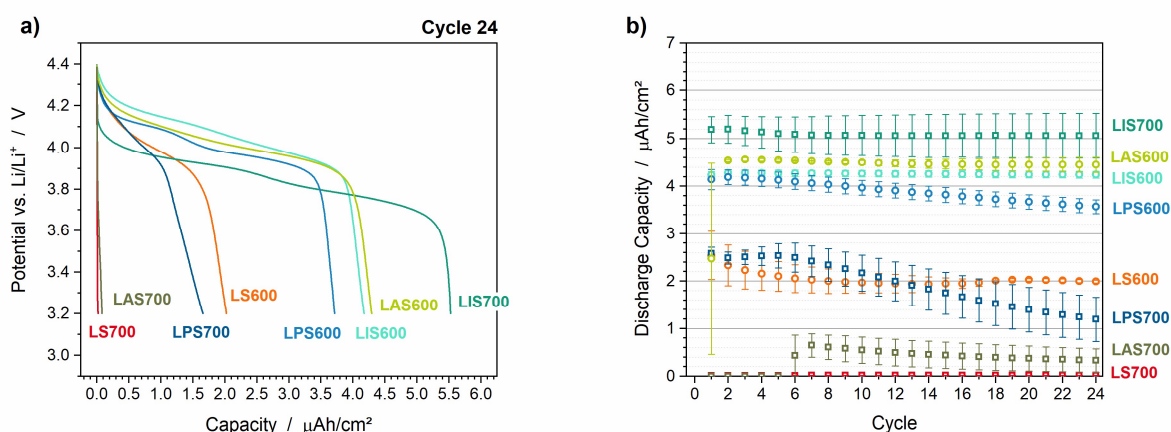 a)
Cycle 24
Potential vs. Li/Li⁺ / V
4.4
4.2
4.0
3.8
3.6
3.4
3.2
3.0
LAS700
LS700
LPS700
LS600
LPS600
LIS600
LAS600
LIS700
0.0 0.5 1.0 1.5 2.0 2.5 3.0 3.5 4.0 4.5 5.0 5.5 6.0
Capacity / µAh/cm²
b)
Discharge Capacity / µAh/cm²
7
6
5
4
3
2
1
0
LIS700
LAS600
LIS600
LPS600
LS600
LPS700
LAS700
LS700
0 2 4 6 8 10 12 14 16 18 20 22 24
Cycle